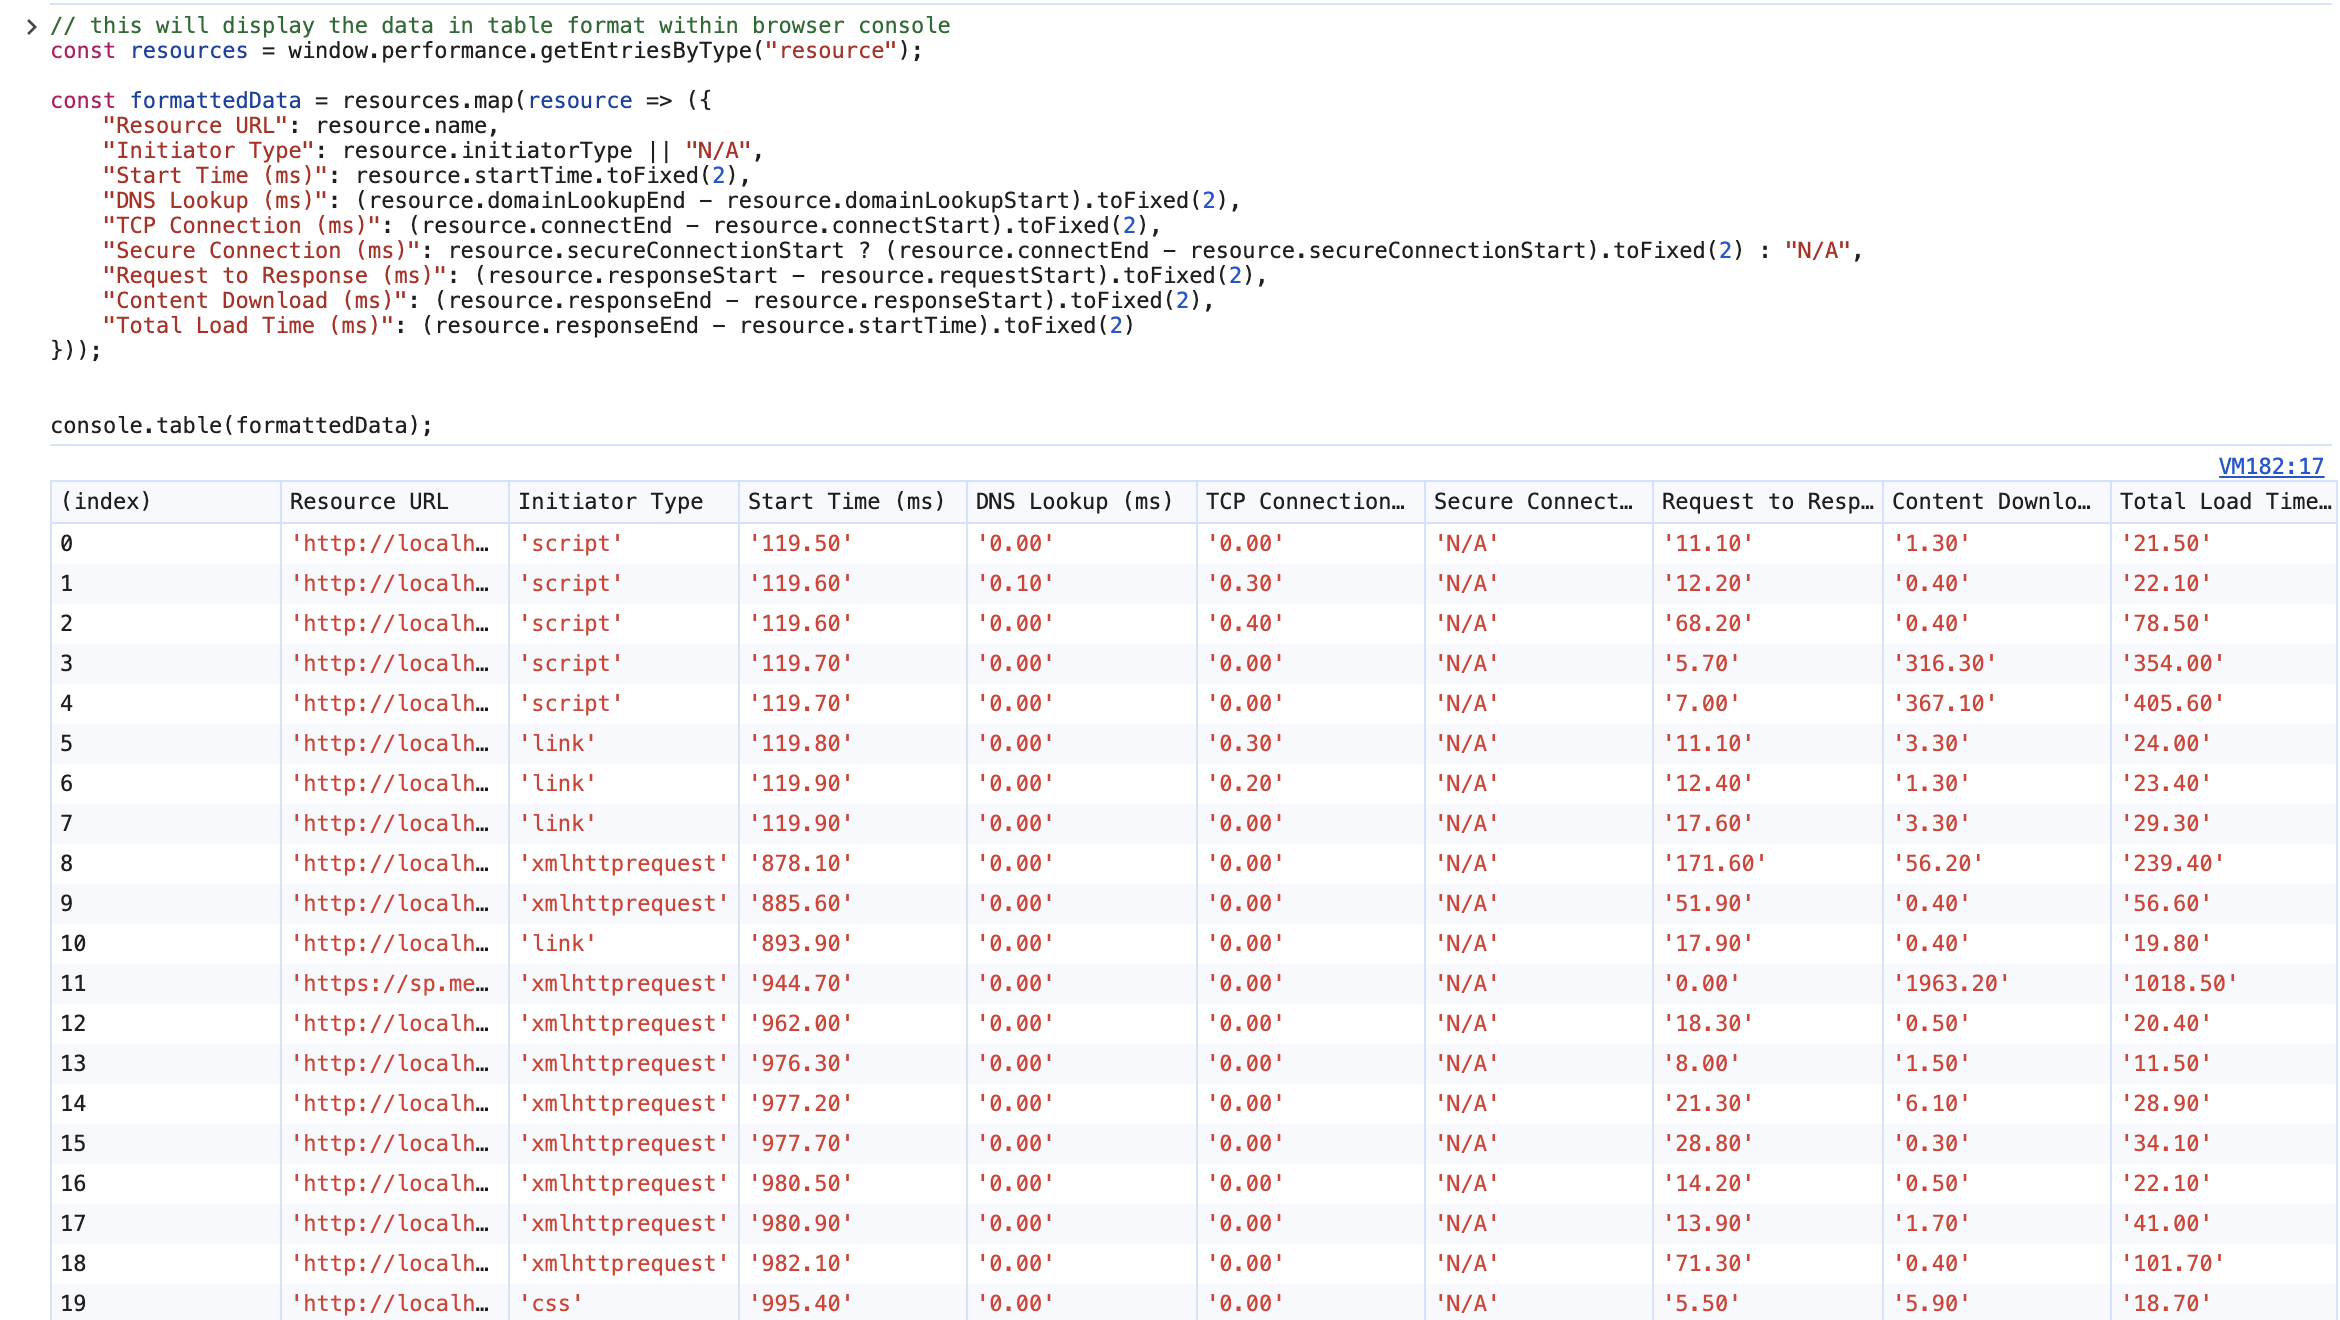 // this will display the data in table format within browser console
const resources = window.performance.getEntriesByType("resource");
const formattedData = resources.map(resource => ({
"Resource URL": resource.name,
"Initiator Type": resource.initiatorType || "N/A",
"Start Time (ms)": resource.startTime.toFixed(2),
"DNS Lookup (ms)": (resource.domainLookupEnd - resource.domainLookupStart).toFixed(2),
"TCP Connection (ms)": (resource.connectEnd - resource.connectStart).toFixed(2),
"Secure Connection (ms)": resource.secureConnectionStart ? (resource.connectEnd - resource.secureConnectionStart).toFixed(2) : "N/A",
"Request to Response (ms)": (resource.responseStart - resource.requestStart).toFixed(2),
"Content Download (ms)": (resource.responseEnd - resource.responseStart).toFixed(2),
"Total Load Time (ms)": (resource.responseEnd - resource.startTime).toFixed(2)
}));
console.table(formattedData);
VM182:17
(index) Resource URL Initiator Type Start Time (ms) DNS Lookup (ms) TCP Connection… Secure Connect… Request to Resp… Content Downlo… Total Load Time…
0 'http://localh… 'script' '119.50' '0.00' '0.00' 'N/A' '11.10' '1.30' '21.50'
1 'http://localh… 'script' '119.60' '0.10' '0.30' 'N/A' '12.20' '0.40' '22.10'
2 'http://localh… 'script' '119.60' '0.00' '0.40' 'N/A' '68.20' '0.40' '78.50'
3 'http://localh… 'script' '119.70' '0.00' '0.00' 'N/A' '5.70' '316.30' '354.00'
4 'http://localh… 'script' '119.70' '0.00' '0.00' 'N/A' '7.00' '367.10' '405.60'
5 'http://localh… 'link' '119.80' '0.00' '0.30' 'N/A' '11.10' '3.30' '24.00'
6 'http://localh… 'link' '119.90' '0.00' '0.20' 'N/A' '12.40' '1.30' '23.40'
7 'http://localh… 'link' '119.90' '0.00' '0.00' 'N/A' '17.60' '3.30' '29.30'
8 'http://localh… 'xmlhttprequest' '878.10' '0.00' '0.00' 'N/A' '171.60' '56.20' '239.40'
9 'http://localh… 'xmlhttprequest' '885.60' '0.00' '0.00' 'N/A' '51.90' '0.40' '56.60'
10 'http://localh… 'link' '893.90' '0.00' '0.00' 'N/A' '17.90' '0.40' '19.80'
11 'https://sp.me… 'xmlhttprequest' '944.70' '0.00' '0.00' 'N/A' '0.00' '1963.20' '1018.50'
12 'http://localh… 'xmlhttprequest' '962.00' '0.00' '0.00' 'N/A' '18.30' '0.50' '20.40'
13 'http://localh… 'xmlhttprequest' '976.30' '0.00' '0.00' 'N/A' '8.00' '1.50' '11.50'
14 'http://localh… 'xmlhttprequest' '977.20' '0.00' '0.00' 'N/A' '21.30' '6.10' '28.90'
15 'http://localh… 'xmlhttprequest' '977.70' '0.00' '0.00' 'N/A' '28.80' '0.30' '34.10'
16 'http://localh… 'xmlhttprequest' '980.50' '0.00' '0.00' 'N/A' '14.20' '0.50' '22.10'
17 'http://localh… 'xmlhttprequest' '980.90' '0.00' '0.00' 'N/A' '13.90' '1.70' '41.00'
18 'http://localh… 'xmlhttprequest' '982.10' '0.00' '0.00' 'N/A' '71.30' '0.40' '101.70'
19 'http://localh… 'css' '995.40' '0.00' '0.00' 'N/A' '5.50' '5.90' '18.70'